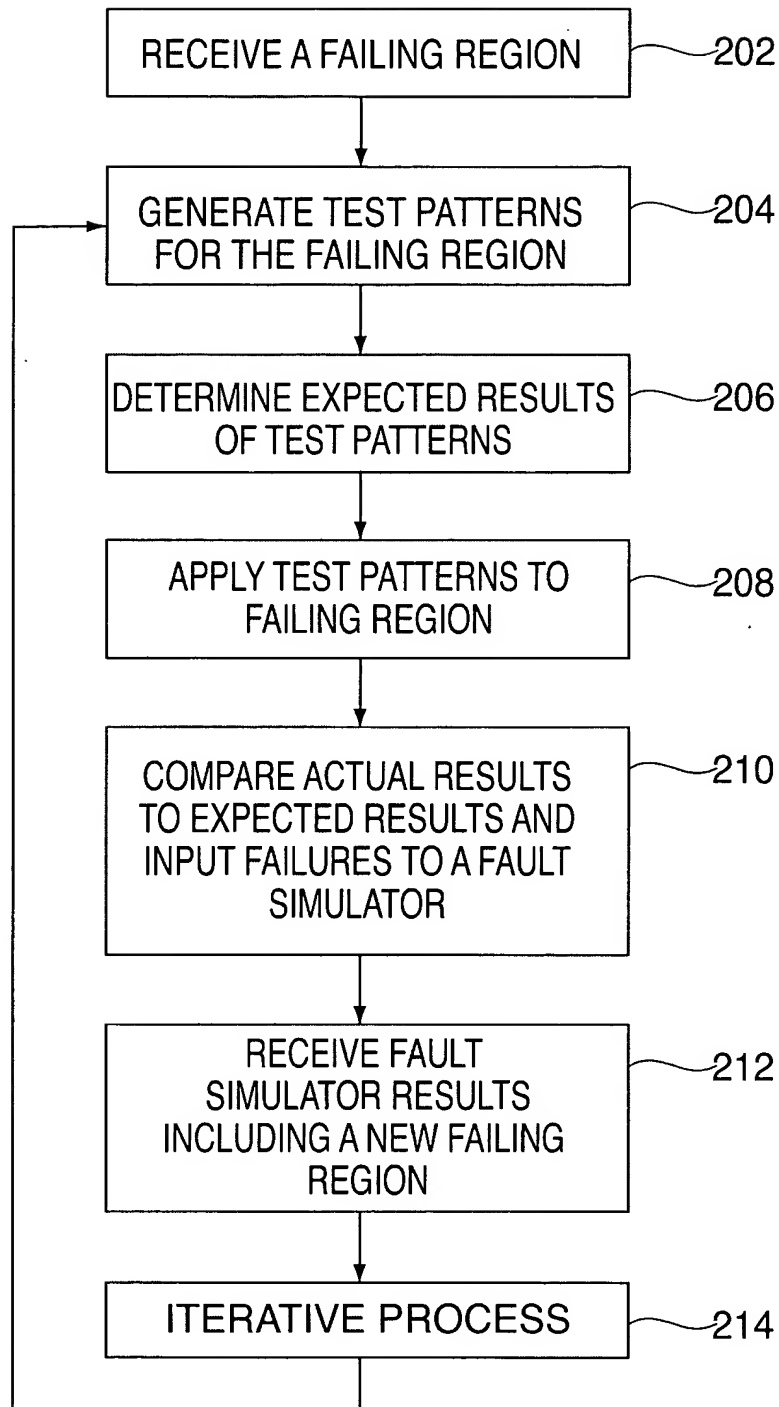 RECEIVE A FAILING REGION 202
GENERATE TEST PATTERNS 204
FOR THE FAILING REGION
DETERMINE EXPECTED RESULTS 206
OF TEST PATTERNS
APPLY TEST PATTERNS TO 208
FAILING REGION
COMPARE ACTUAL RESULTS 210
TO EXPECTED RESULTS AND
INPUT FAILURES TO A FAULT
SIMULATOR
RECEIVE FAULT 212
SIMULATOR RESULTS
INCLUDING A NEW FAILING
REGION
ITERATIVE PROCESS 214